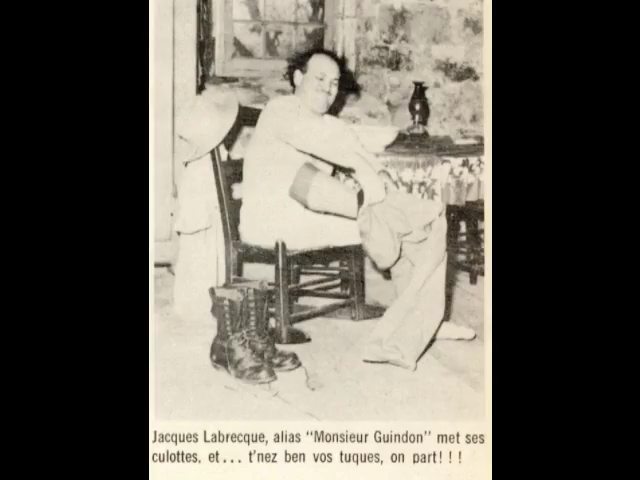 Jacques Labrecque, alias "Monsieur Guindon" met ses
culottes, et... t'nez ben vos tuques, on part!!!